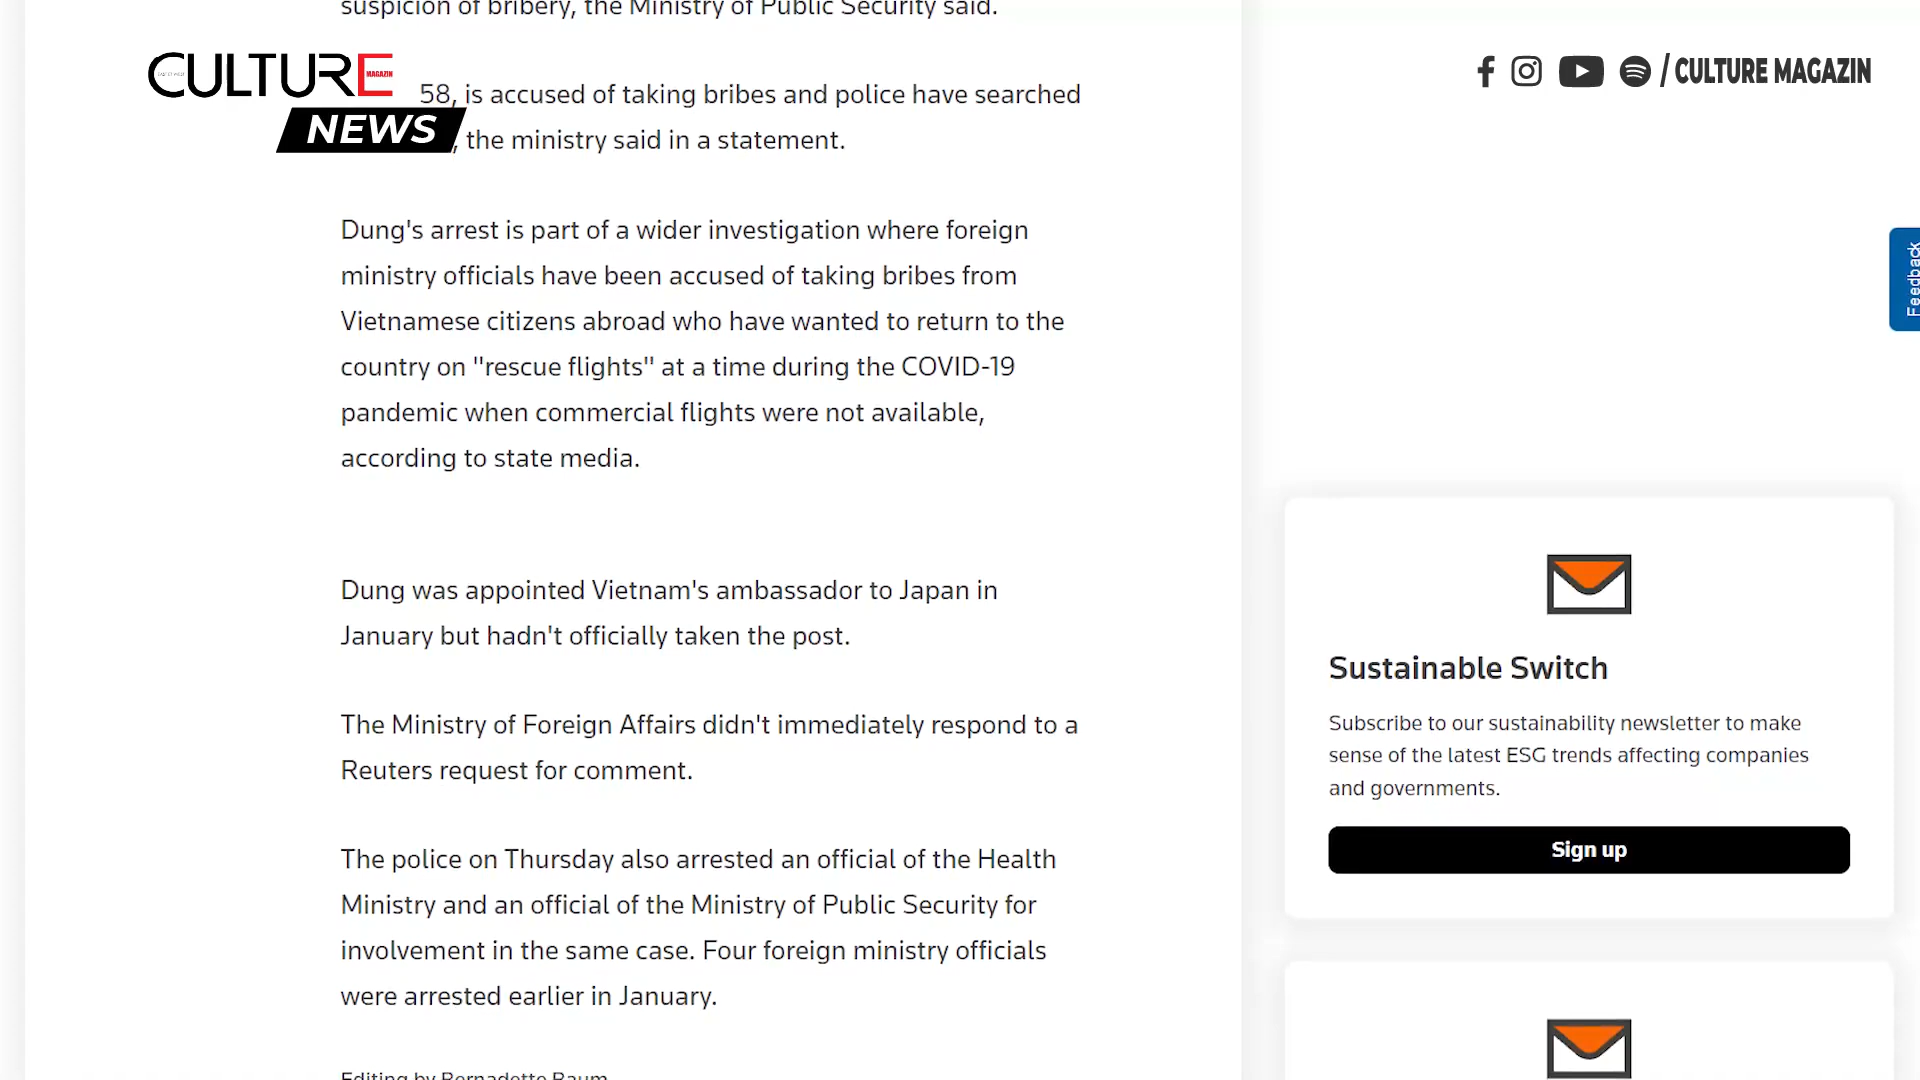 suspicion of bribery, the Ministry of Public Security said.
CULTURE
MAGAZIN
NEWS
/ CULTURE MAGAZIN
58, is accused of taking bribes and police have searched
, the ministry said in a statement.
Dung's arrest is part of a wider investigation where foreign
ministry officials have been accused of taking bribes from
Vietnamese citizens abroad who have wanted to return to the
country on "rescue flights" at a time during the COVID-19
pandemic when commercial flights were not available,
according to state media.
Dung was appointed Vietnam's ambassador to Japan in
January but hadn't officially taken the post.
The Ministry of Foreign Affairs didn't immediately respond to a
Reuters request for comment.
The police on Thursday also arrested an official of the Health
Ministry and an official of the Ministry of Public Security for
involvement in the same case. Four foreign ministry officials
were arrested earlier in January.
Editing by Bernadette Baum
Feedback
Sustainable Switch
Subscribe to our sustainability newsletter to make
sense of the latest ESG trends affecting companies
and governments.
Sign up